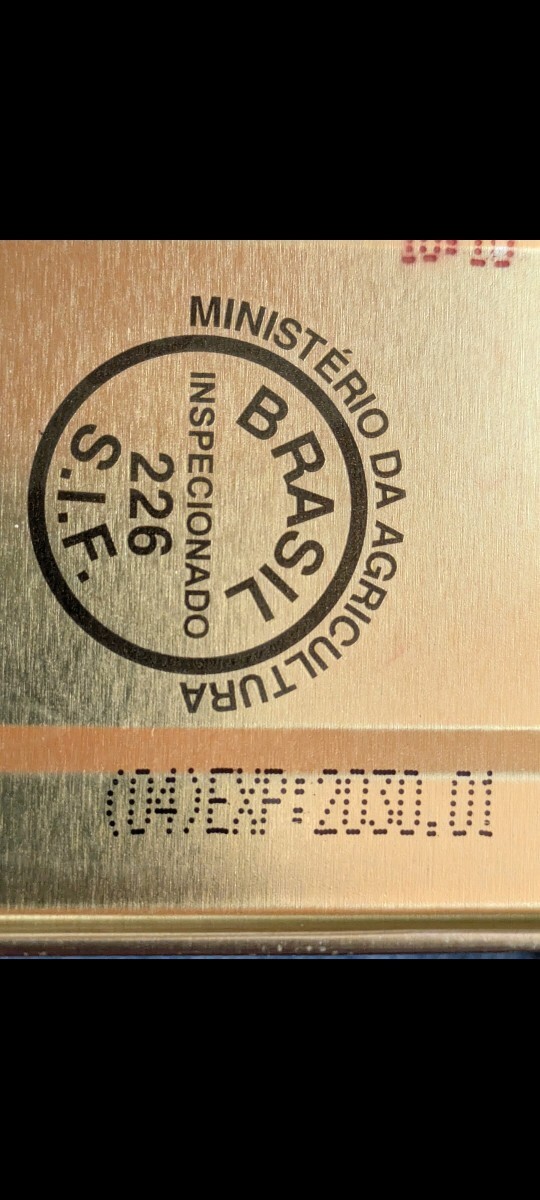 MINISTÉRIO DA AGRICULTURA
BRASIL
INSPECIONADO
226
S.I.F.
(04)EXP:2030.01